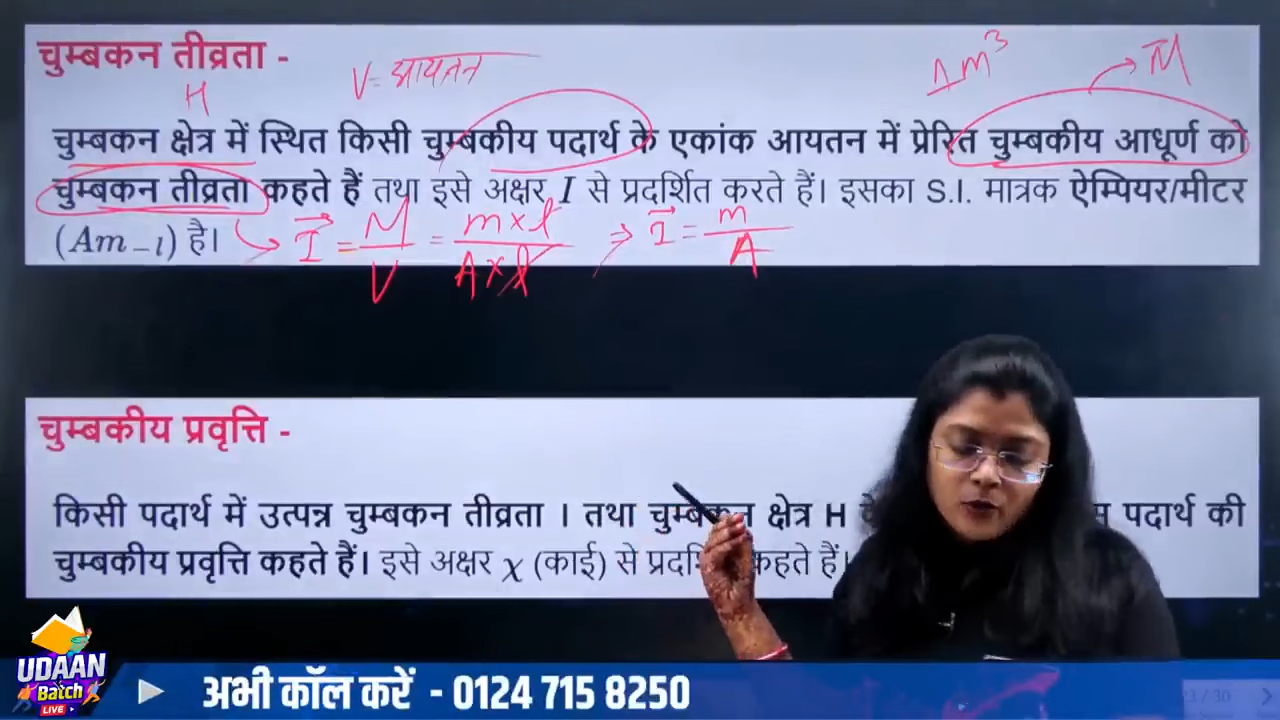 चुम्बकन तीव्रता -
H
V = आयतन
Am³
M
चुम्बकन क्षेत्र में स्थित किसी चुम्बकीय पदार्थ के एकांक आयतन में प्रेरित चुम्बकीय आधूर्ण को
चुम्बकन तीव्रता कहते हैं तथा इसे अक्षर I से प्रदर्शित करते हैं। इसका S.I. मात्रक ऐम्पियर/मीटर
(Am₋₁) है।
I = M/V = m×l/A×l ⇒ I = m/A
चुम्बकीय प्रवृत्ति -
किसी पदार्थ में उत्पन्न चुम्बकन तीव्रता I तथा चुम्बकन क्षेत्र H पदार्थ की
चुम्बकीय प्रवृत्ति कहते हैं। इसे अक्षर χ (काई) से कहते हैं।
UDAAN
Batch
LIVE
अभी कॉल करें - 0124 715 8250
/ 30